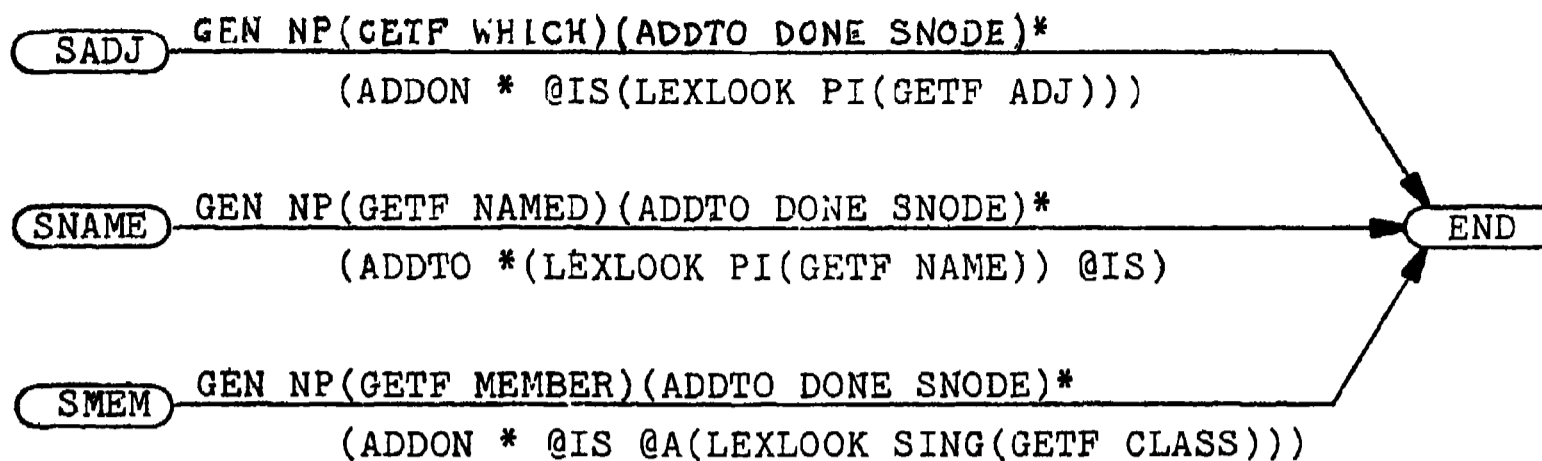 SADJ GEN NP(GETF WHICH)(ADDTO DONE SNODE)*
(ADDON * @IS(LEXLOOK PI(GETF ADJ)))
SNAME GEN NP(GETF NAMED)(ADDTO DONE SNODE)*
END
(ADDTO *(LEXLOOK PI(GETF NAME)) @IS)
SMEM GEN NP(GETF MEMBER)(ADDTO DONE SNODE)*
(ADDON * @IS @A(LEXLOOK SING(GETF CLASS)))